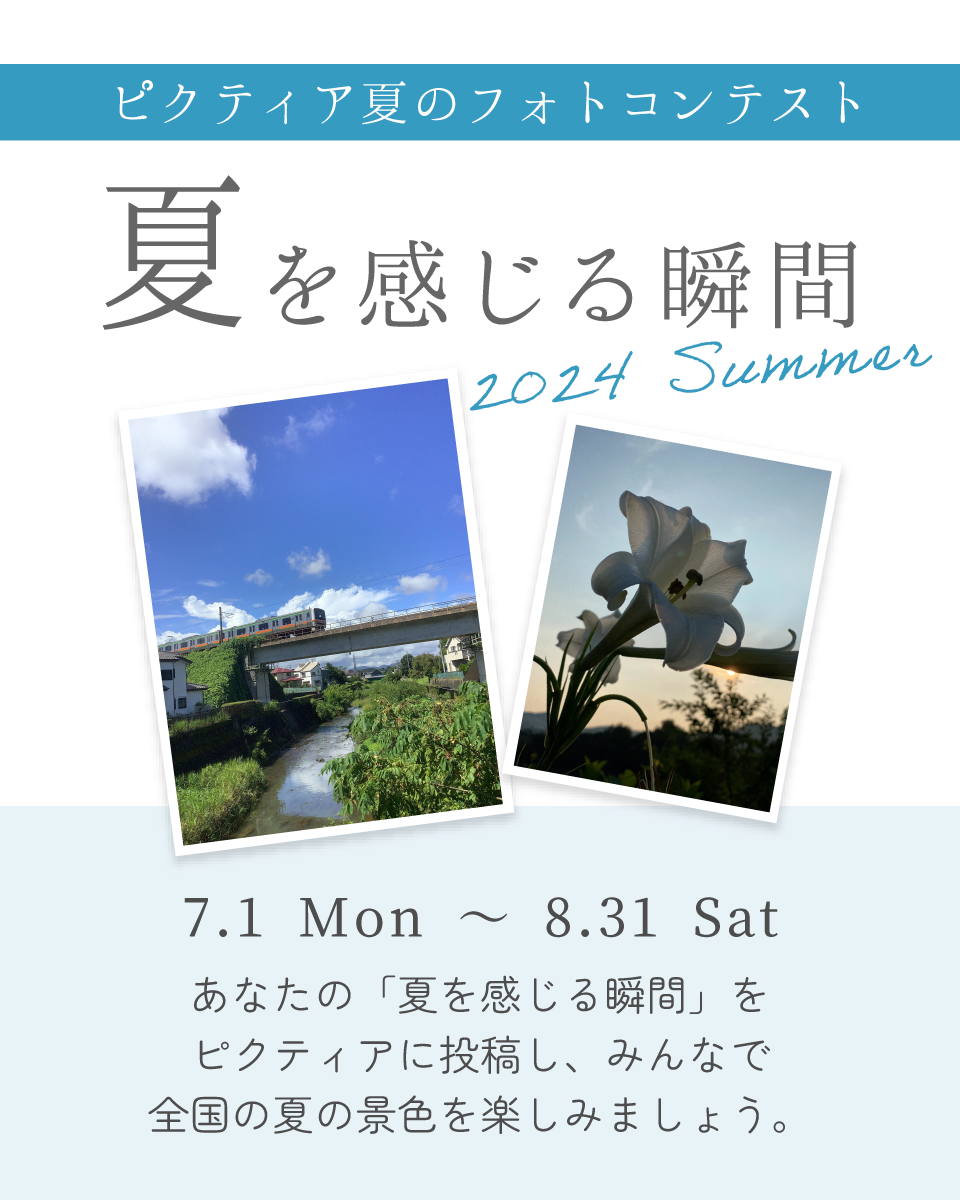 ピクティア夏のフォトコンテスト
夏を感じる瞬間
2024 Summer
7.1 Mon ～ 8.31 Sat
あなたの「夏を感じる瞬間」を
ピクティアに投稿し、みんなで
全国の夏の景色を楽しみましょう。